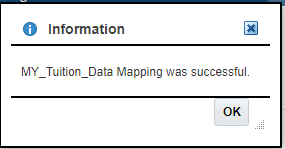 Information
MY_Tuition_Data Mapping was successful.
OK